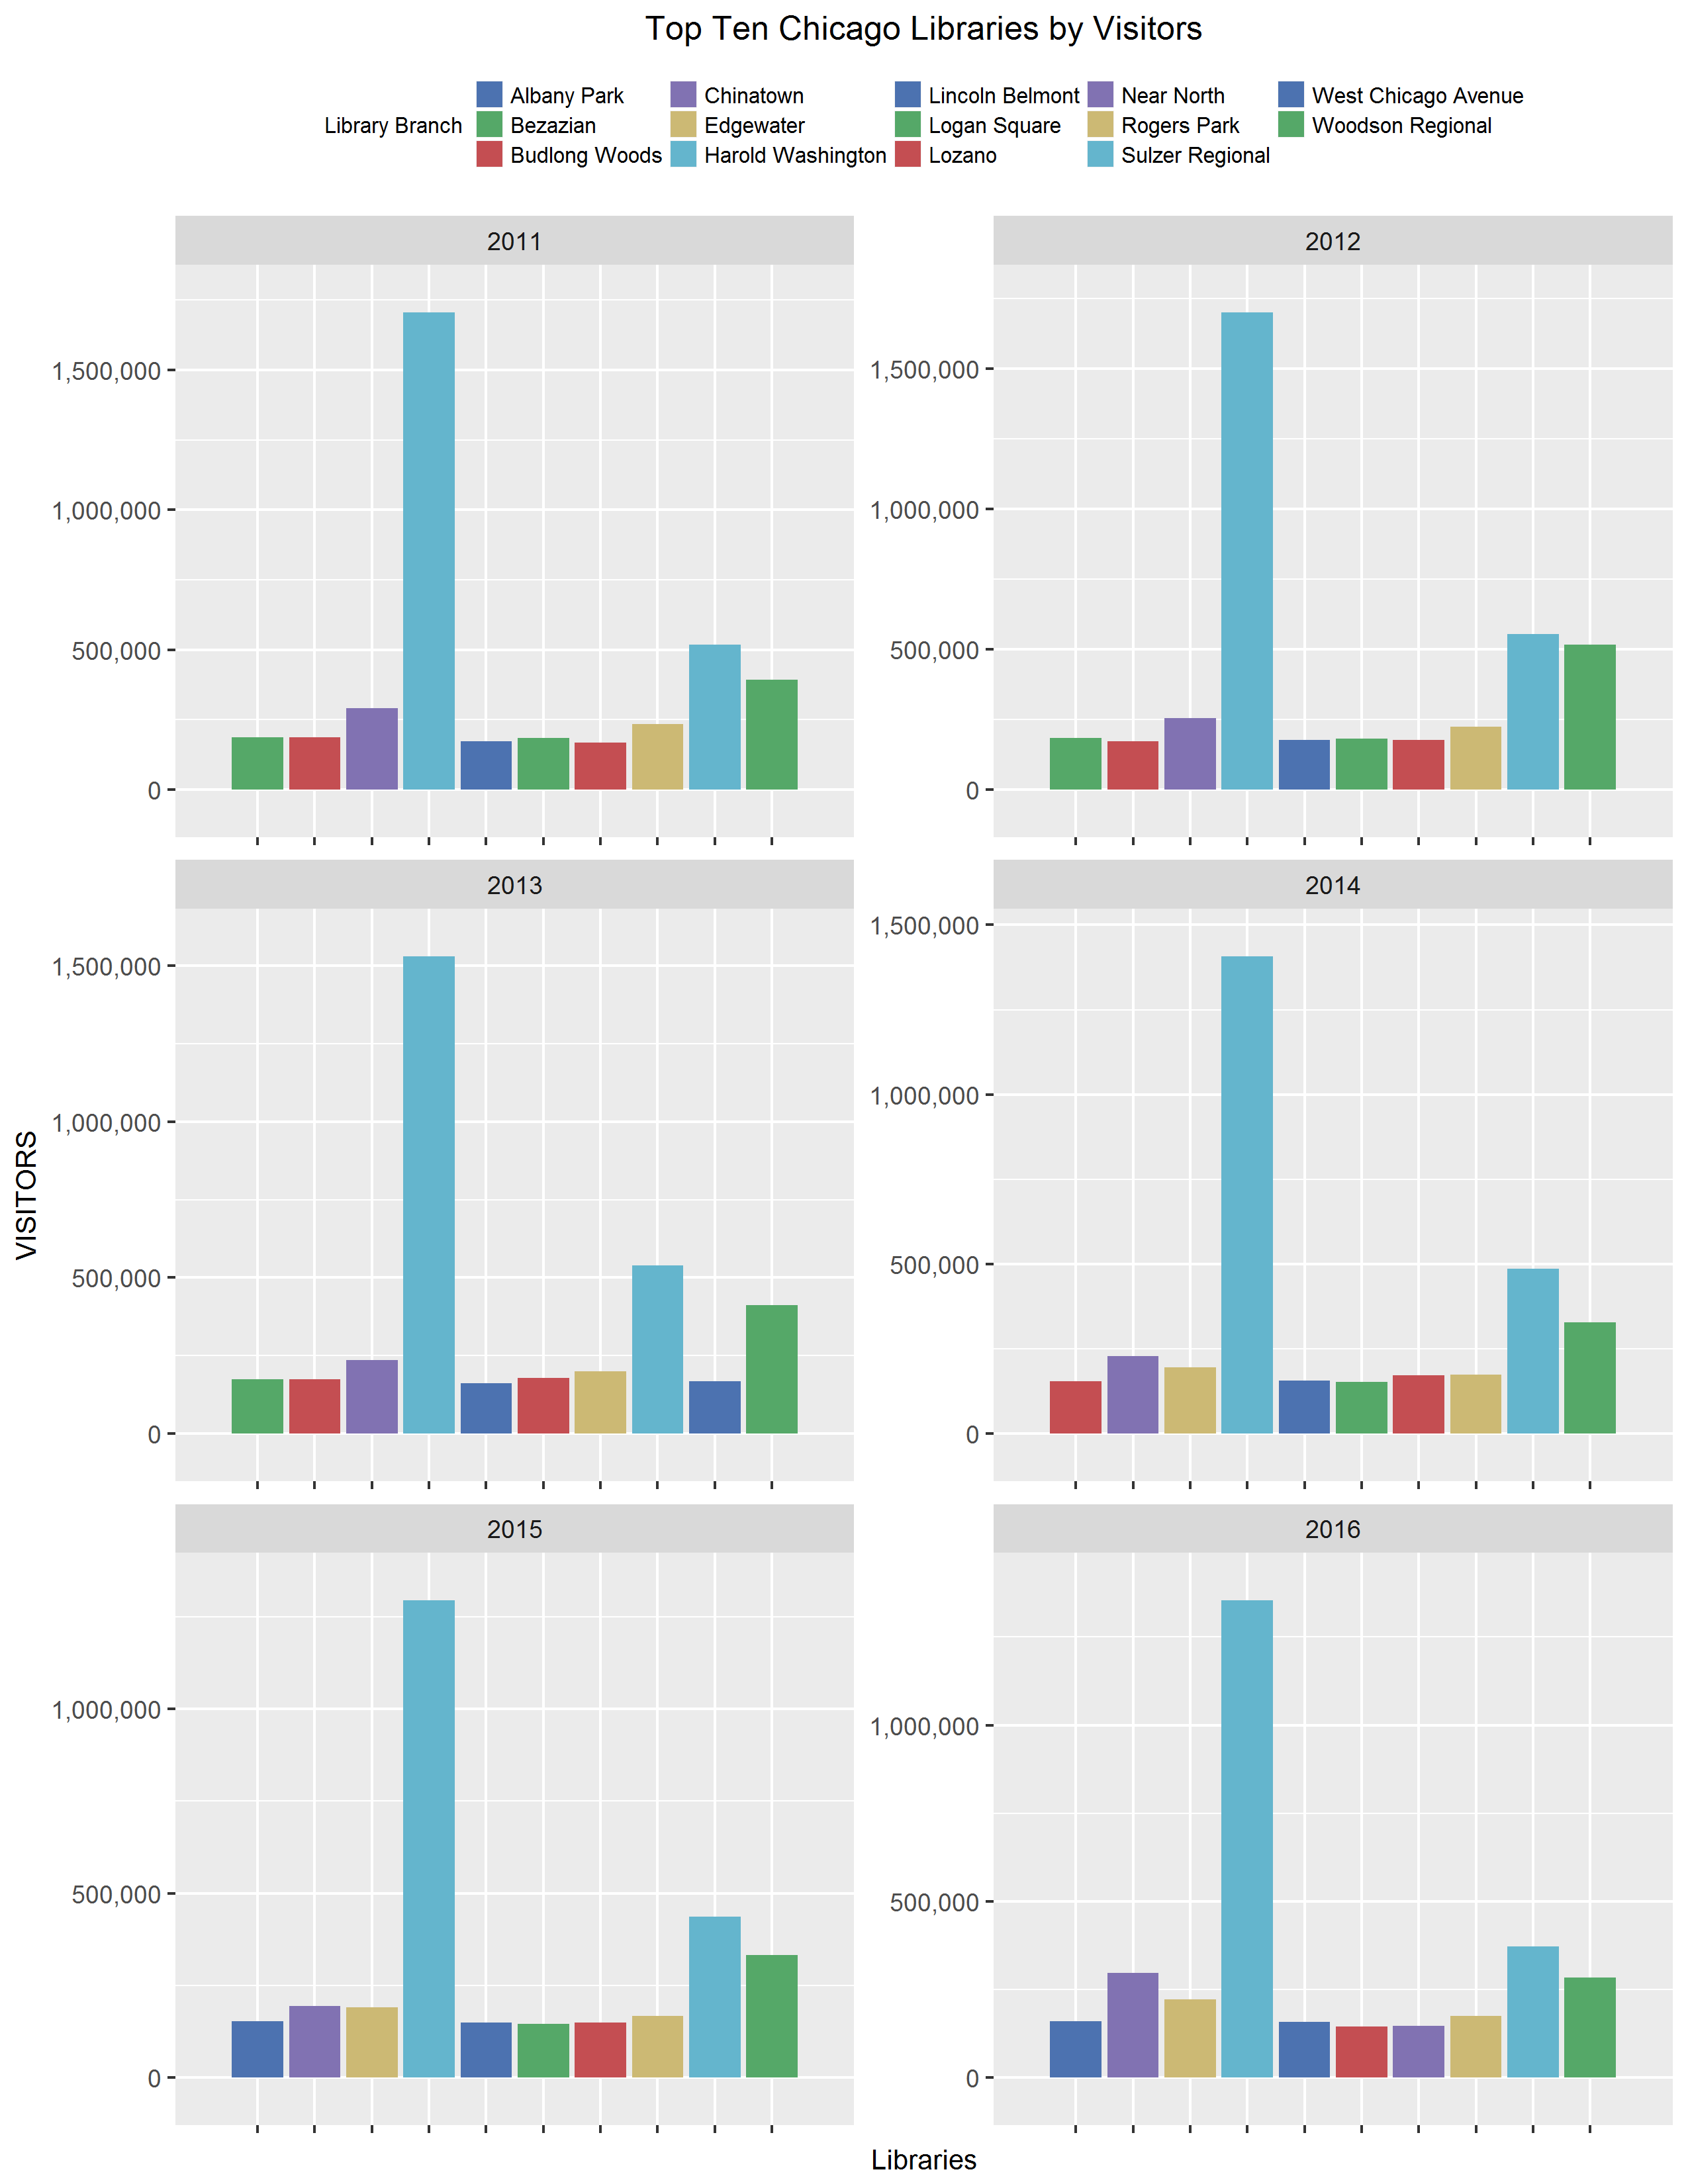 Top Ten Chicago Libraries by Visitors
Library Branch
Albany Park
Bezazian
Budlong Woods
Chinatown
Edgewater
Harold Washington
Lincoln Belmont
Logan Square
Lozano
Near North
Rogers Park
Sulzer Regional
West Chicago Avenue
Woodson Regional
2011
1,500,000
1,000,000
500,000
0
2012
1,500,000
1,000,000
500,000
0
2013
1,500,000
1,000,000
500,000
0
2014
1,500,000
1,000,000
500,000
0
2015
1,000,000
500,000
0
2016
1,000,000
500,000
0
VISITORS
Libraries